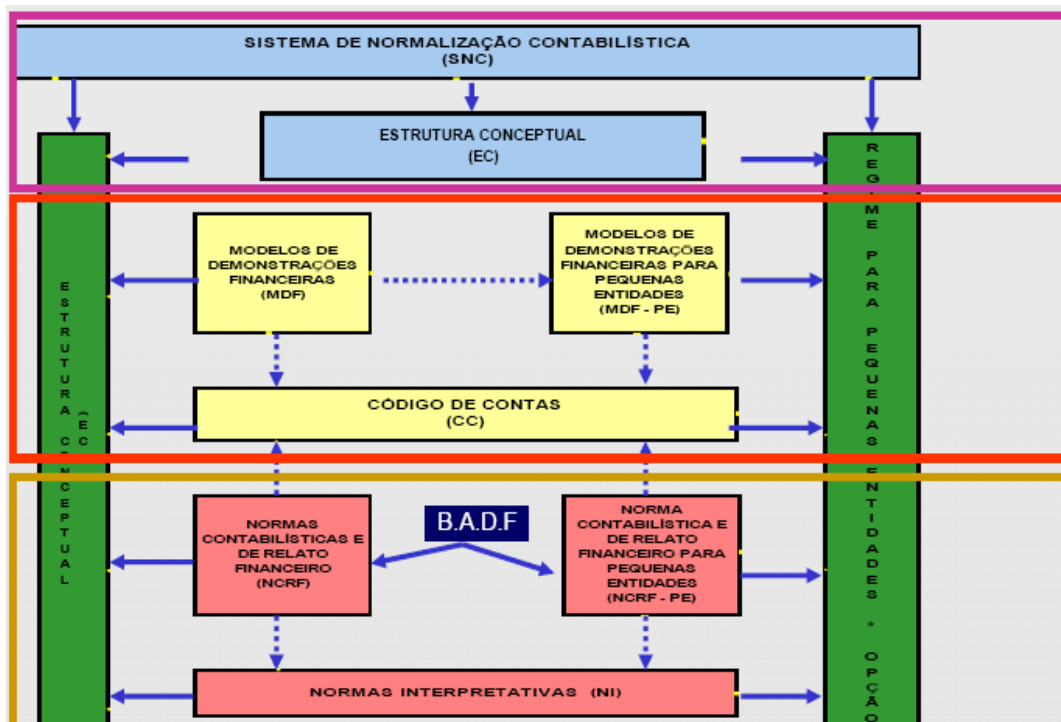 SISTEMA DE NORMALIZAÇÃO CONTABILÍSTICA
(SNC)
ESTRUTURA CONCEPTUAL
(EC)
MODELOS DE
DEMONSTRAÇÕES
FINANCEIRAS
(MDF)
MODELOS DE
DEMONSTRAÇÕES
FINANCEIRAS PARA
PEQUENAS
ENTIDADES
(MDF - PE)
CÓDIGO DE CONTAS
(CC)
NORMAS
CONTABILÍSTICAS E
DE RELATO
FINANCEIRO
(NCRF)
B.A.D.F
NORMA
CONTABILÍSTICA E
DE RELATO
FINANCEIRO PARA
PEQUENAS
ENTIDADES
(NCRF - PE)
NORMAS INTERPRETATIVAS (NI)
ESTRUTURA CONCEPTUAL
(EC
REGIME PARA PEQUENAS ENTIDADES * OPÇÃO